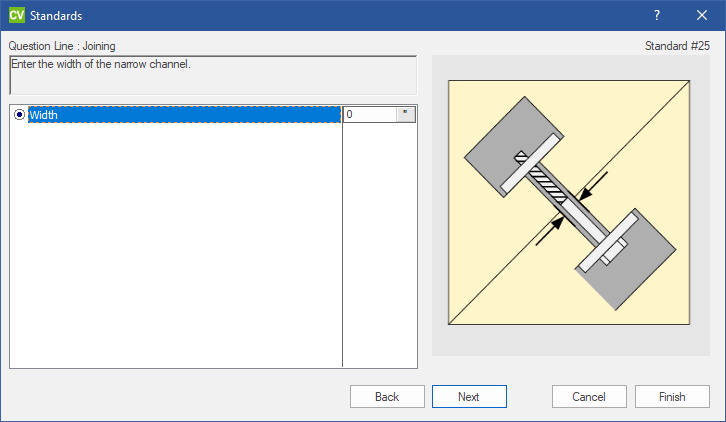 CV Standards ?
Question Line : Joining Standard #25
Enter the width of the narrow channel.
Width 0 "
Back Next Cancel Finish